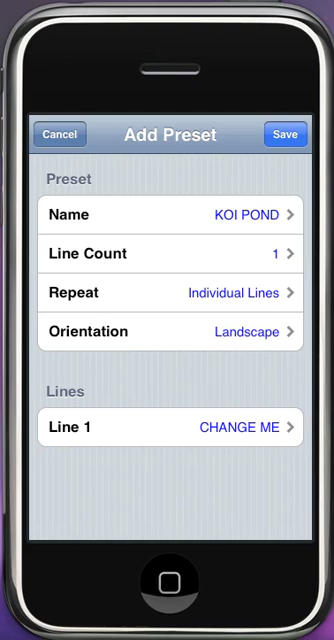 Cancel Add Preset Save
Preset
Name KOI POND
Line Count 1
Repeat Individual Lines
Orientation Landscape
Lines
Line 1 CHANGE ME